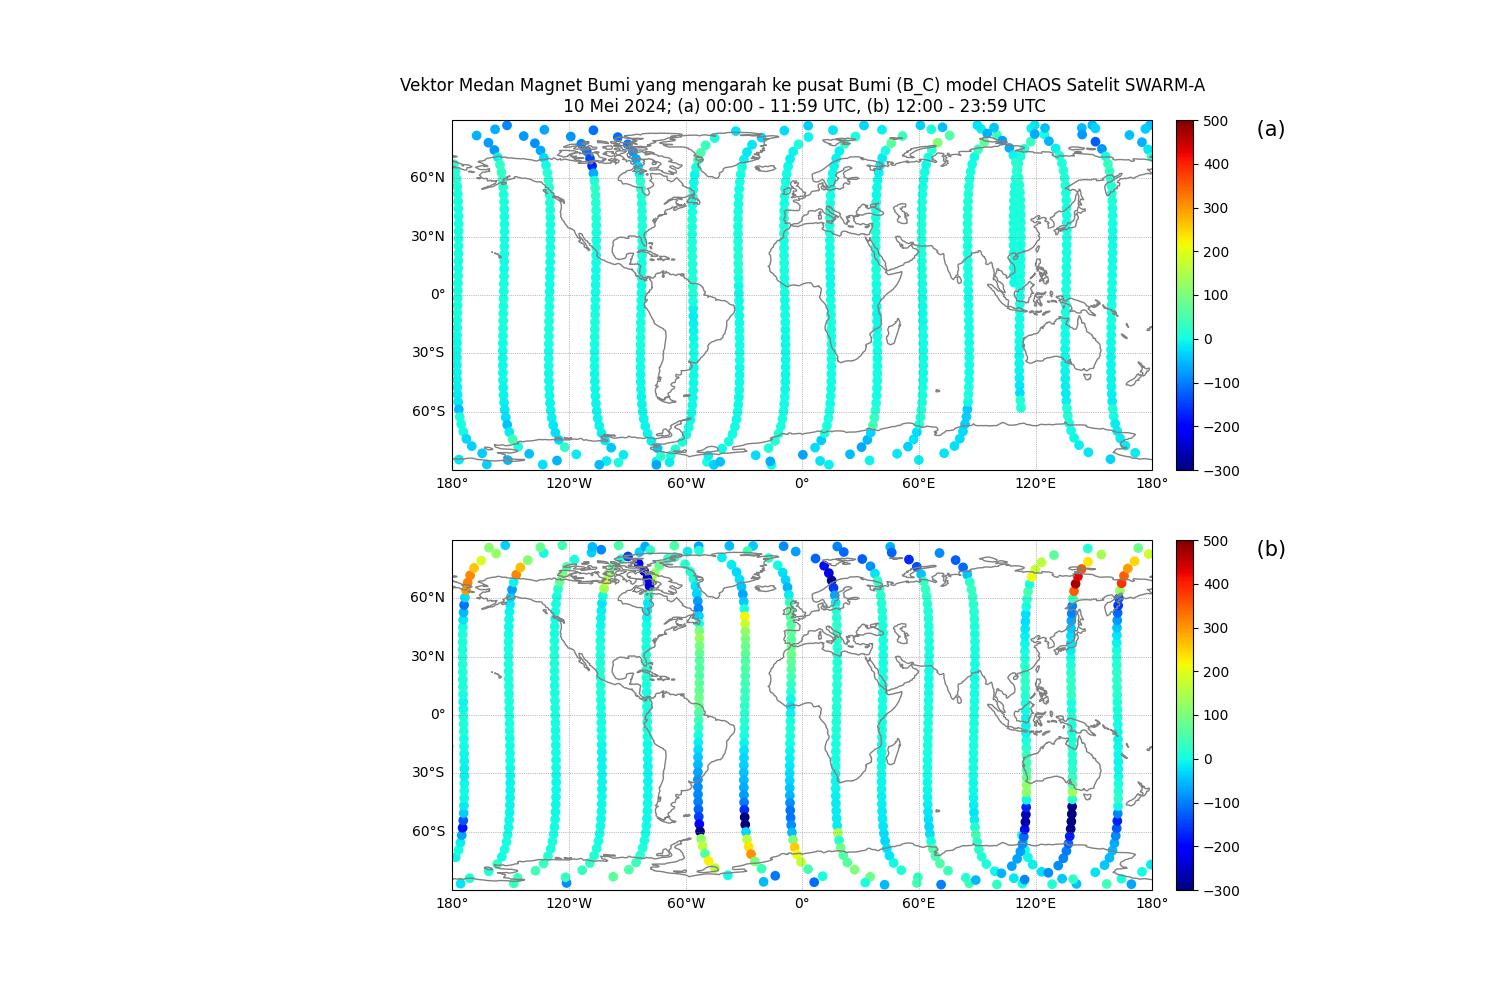 Vektor Medan Magnet Bumi yang mengarah ke pusat Bumi (B_C) model CHAOS Satelit SWARM-A
10 Mei 2024; (a) 00:00 - 11:59 UTC, (b) 12:00 - 23:59 UTC
(a)
60°N
30°N
0°
30°S
60°S
180°
120°W
60°W
0°
60°E
120°E
180°
500
400
300
200
100
0
−100
−200
−300
(b)
60°N
30°N
0°
30°S
60°S
180°
120°W
60°W
0°
60°E
120°E
180°
500
400
300
200
100
0
−100
−200
−300